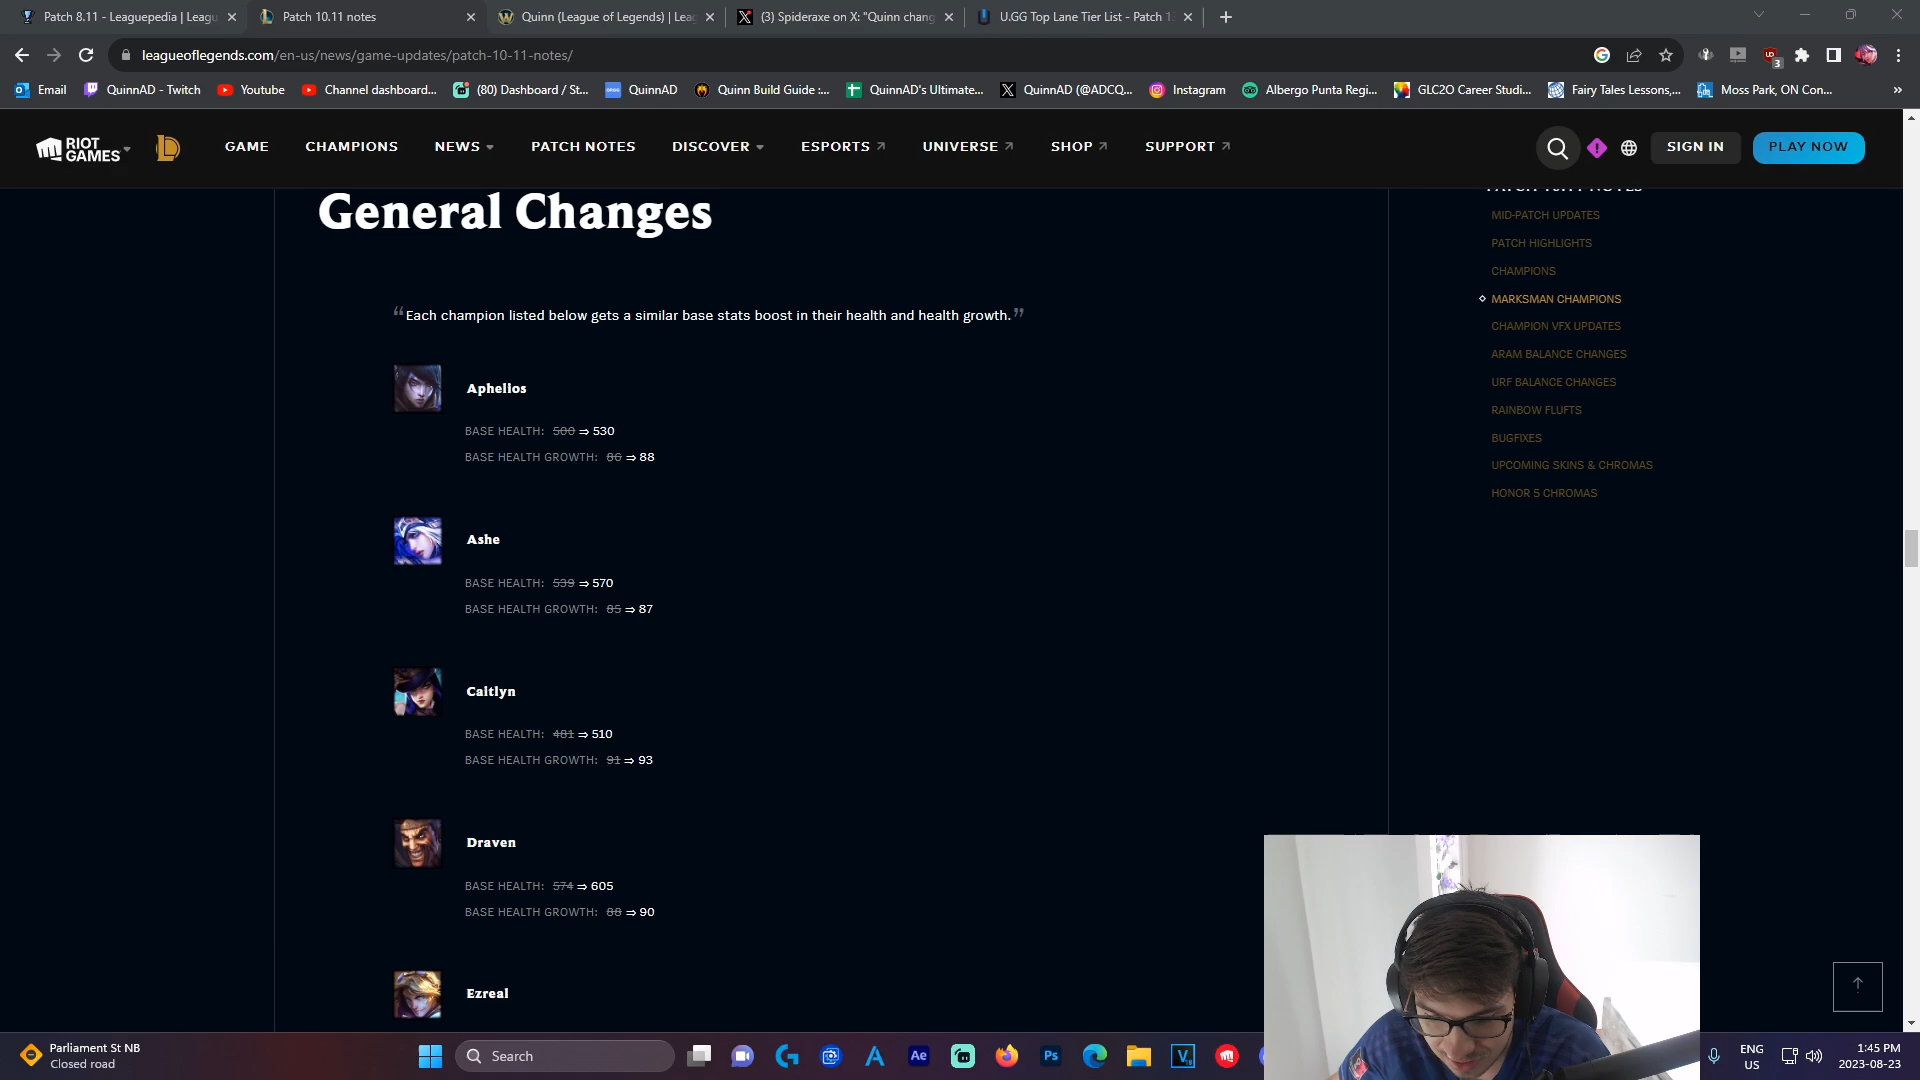 Patch 8.11 - Leaguepedia | Leagu
Patch 10.11 notes
Quinn (League of Legends) | Lea
(3) Spideraxe on X: "Quinn chang
U.GG Top Lane Tier List - Patch 1
leagueoflegends.com/en-us/news/game-updates/patch-10-11-notes/
3
Email
QuinnAD - Twitch
Youtube
Channel dashboard...
(80) Dashboard / St...
QuinnAD
Quinn Build Guide :...
QuinnAD's Ultimate...
QuinnAD (@ADCQ...
Instagram
Albergo Punta Regi...
GLC2O Career Studi...
Fairy Tales Lessons,...
Moss Park, ON Con...
»
RIOT
GAMES
GAME
CHAMPIONS
NEWS
PATCH NOTES
DISCOVER
ESPORTS
UNIVERSE
SHOP
SUPPORT
SIGN IN
PLAY NOW
General Changes
“Each champion listed below gets a similar base stats boost in their health and health growth.”
Aphelios
BASE HEALTH: 500 ⇒ 530
BASE HEALTH GROWTH: 86 ⇒ 88
Ashe
BASE HEALTH: 539 ⇒ 570
BASE HEALTH GROWTH: 85 ⇒ 87
Caitlyn
BASE HEALTH: 481 ⇒ 510
BASE HEALTH GROWTH: 91 ⇒ 93
Draven
BASE HEALTH: 574 ⇒ 605
BASE HEALTH GROWTH: 88 ⇒ 90
Ezreal
PATCH 10.11 NOTES
MID-PATCH UPDATES
PATCH HIGHLIGHTS
CHAMPIONS
MARKSMAN CHAMPIONS
CHAMPION VFX UPDATES
ARAM BALANCE CHANGES
URF BALANCE CHANGES
RAINBOW FLUFTS
BUGFIXES
UPCOMING SKINS & CHROMAS
HONOR 5 CHROMAS
Parliament St NB
Closed road
Search
Ae
Ps
ENG
US
1:45 PM
2023-08-23